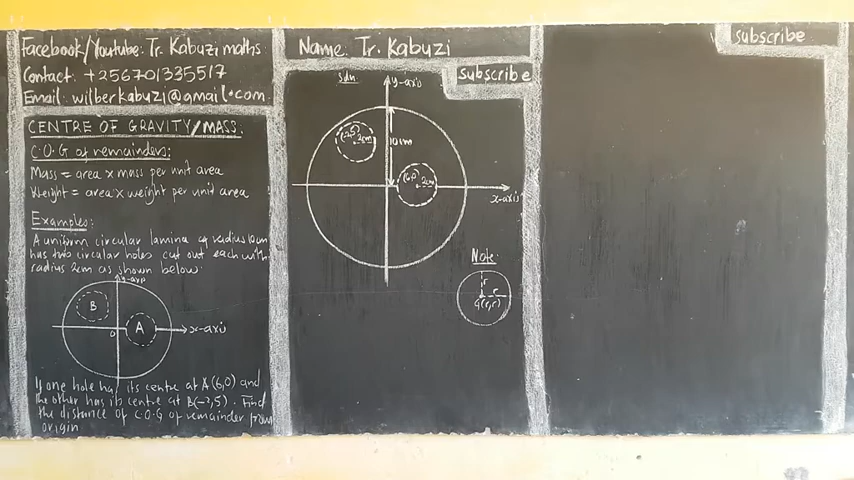 Facebook/Youtube: Tr. Kabuzi maths
Contact: +256701335517
Email: wilberkabuzi@gmail.com
CENTRE OF GRAVITY/MASS.
C.O.G of remainders:
Mass = area x mass per unit area
Weight = area x weight per unit area
Examples:
A uniform circular lamina of radius 10cm
has two circular holes cut out each with
radius 2cm as shown below.
y-axis
B
A
0
x-axis
If one hole has its centre at A(6,0) and
the other has its centre at B(-2,5). Find
the distance of C.O.G of remainder from
origin
Name: Tr. Kabuzi
subscribe
Soln
y-axis
(-2,5)
2cm
10cm
(6,0)
2cm
x-axis
Note
r
r
G(r,r)
subscribe